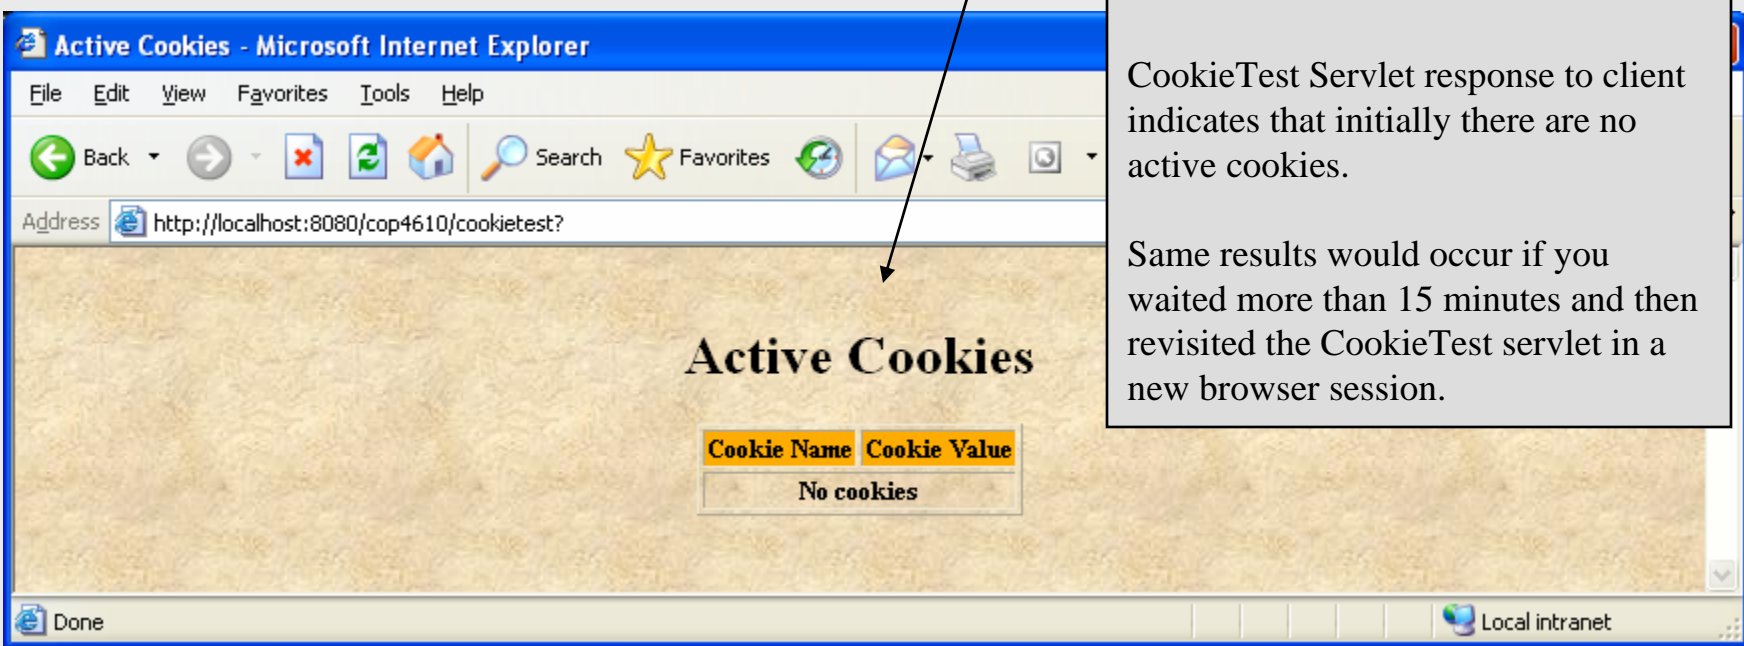 Active Cookies - Microsoft Internet Explorer
File Edit View Favorites Tools Help
Back Search Favorites
Address http://localhost:8080/cop4610/cookietest?
CookieTest Servlet response to client
indicates that initially there are no
active cookies.
Same results would occur if you
waited more than 15 minutes and then
revisited the CookieTest servlet in a
new browser session.
Active Cookies
Cookie Name Cookie Value
No cookies
Done Local intranet